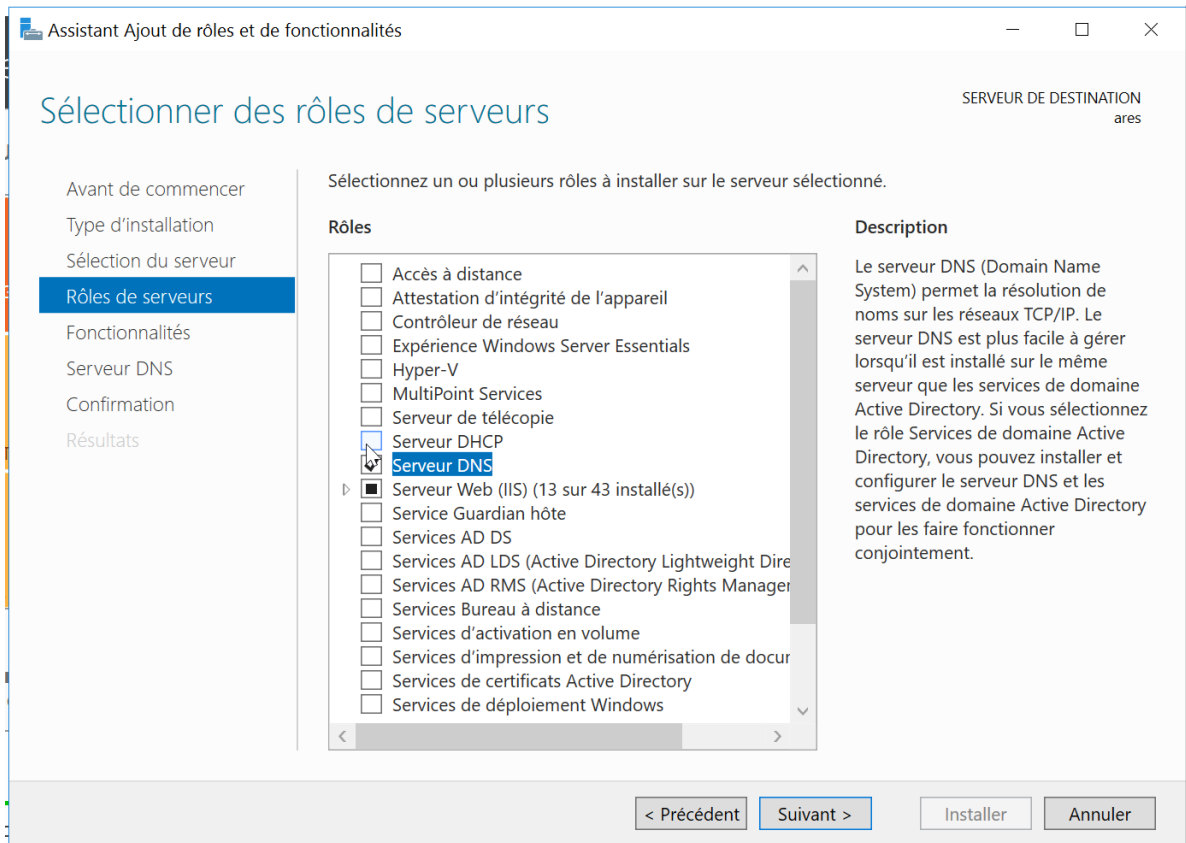 Assistant Ajout de rôles et de fonctionnalités
Sélectionner des rôles de serveurs
SERVEUR DE DESTINATION
ares
Avant de commencer
Type d'installation
Sélection du serveur
Rôles de serveurs
Fonctionnalités
Serveur DNS
Confirmation
Résultats
Sélectionnez un ou plusieurs rôles à installer sur le serveur sélectionné.
Rôles
Accès à distance
Attestation d'intégrité de l'appareil
Contrôleur de réseau
Expérience Windows Server Essentials
Hyper-V
MultiPoint Services
Serveur de télécopie
Serveur DHCP
Serveur DNS
Serveur Web (IIS) (13 sur 43 installé(s))
Service Guardian hôte
Services AD DS
Services AD LDS (Active Directory Lightweight Dire
Services AD RMS (Active Directory Rights Manager
Services Bureau à distance
Services d'activation en volume
Services d'impression et de numérisation de docur
Services de certificats Active Directory
Services de déploiement Windows
Description
Le serveur DNS (Domain Name
System) permet la résolution de
noms sur les réseaux TCP/IP. Le
serveur DNS est plus facile à gérer
lorsqu'il est installé sur le même
serveur que les services de domaine
Active Directory. Si vous sélectionnez
le rôle Services de domaine Active
Directory, vous pouvez installer et
configurer le serveur DNS et les
services de domaine Active Directory
pour les faire fonctionner
conjointement.
< Précédent
Suivant >
Installer
Annuler